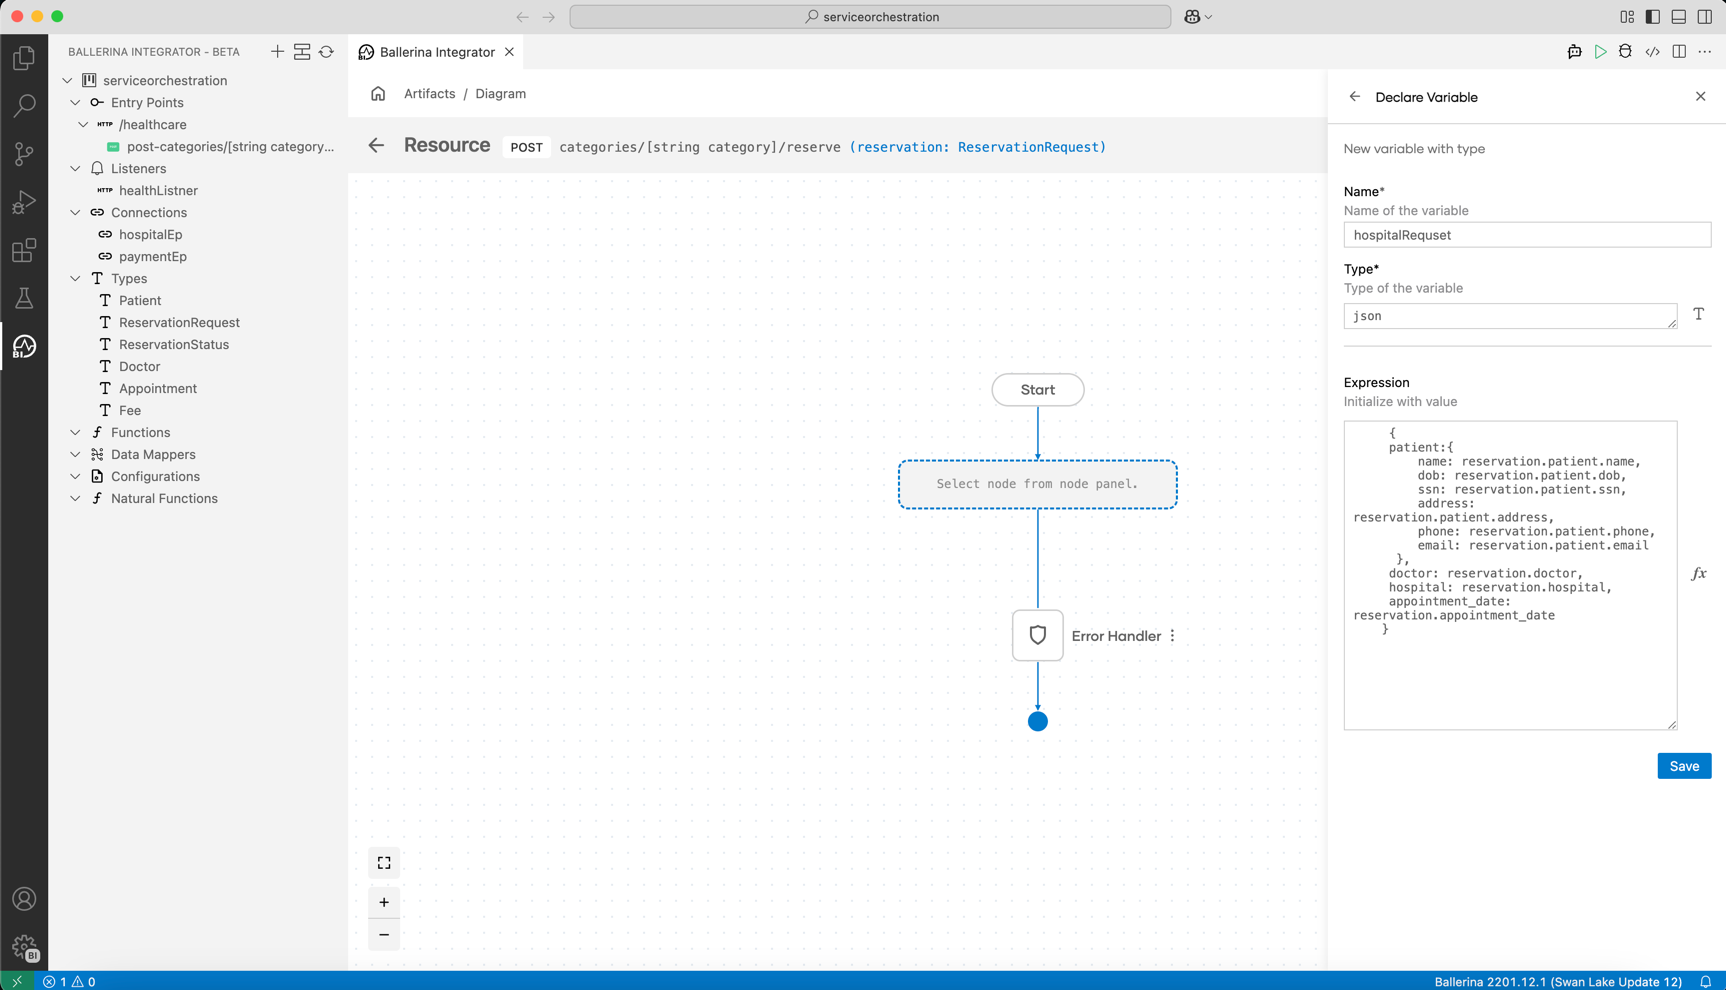 serviceorchestration
BALLERINA INTEGRATOR - BETA
serviceorchestration
Entry Points
HTTP /healthcare
post-categories/[string category...
Listeners
HTTP healthListner
Connections
hospitalEp
paymentEp
Types
Patient
ReservationRequest
ReservationStatus
Doctor
Appointment
Fee
Functions
Data Mappers
Configurations
Natural Functions
BI
BI
Ballerina Integrator
Artifacts / Diagram
Resource POST categories/[string category]/reserve (reservation: ReservationRequest)
Start
Select node from node panel.
Error Handler
Declare Variable
New variable with type
Name*
Name of the variable
hospitalRequset
Type*
Type of the variable
json
Expression
Initialize with value
{
patient:{
name: reservation.patient.name,
dob: reservation.patient.dob,
ssn: reservation.patient.ssn,
address:
reservation.patient.address,
phone: reservation.patient.phone,
email: reservation.patient.email
},
doctor: reservation.doctor,
hospital: reservation.hospital,
appointment_date:
reservation.appointment_date
}
fx
Save
1 0
Ballerina 2201.12.1 (Swan Lake Update 12)